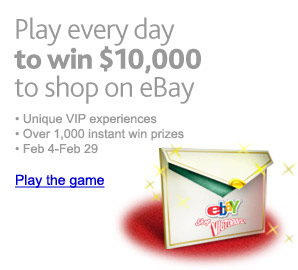 Play every day
to win $10,000
to shop on eBay
• Unique VIP experiences
• Over 1,000 instant win prizes
• Feb 4-Feb 29
Play the game
ebay